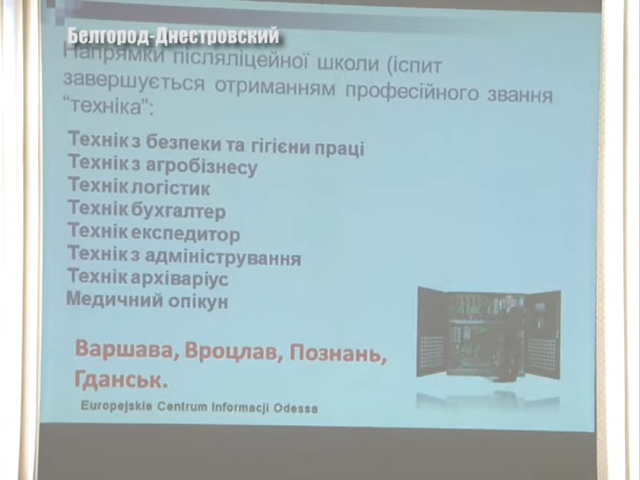 Белгород-Днестровский
Напрямки післяліцейної школи (іспит
завершується отриманням професійного звання
“техніка”:
Технік з безпеки та гігієни праці
Технік з агробізнесу
Технік логістик
Технік бухгалтер
Технік експедитор
Технік з адміністрування
Технік архіваріус
Медичний опікун
Варшава, Вроцлав, Познань,
Гданськ.
Europejskie Centrum Informacji Odessa